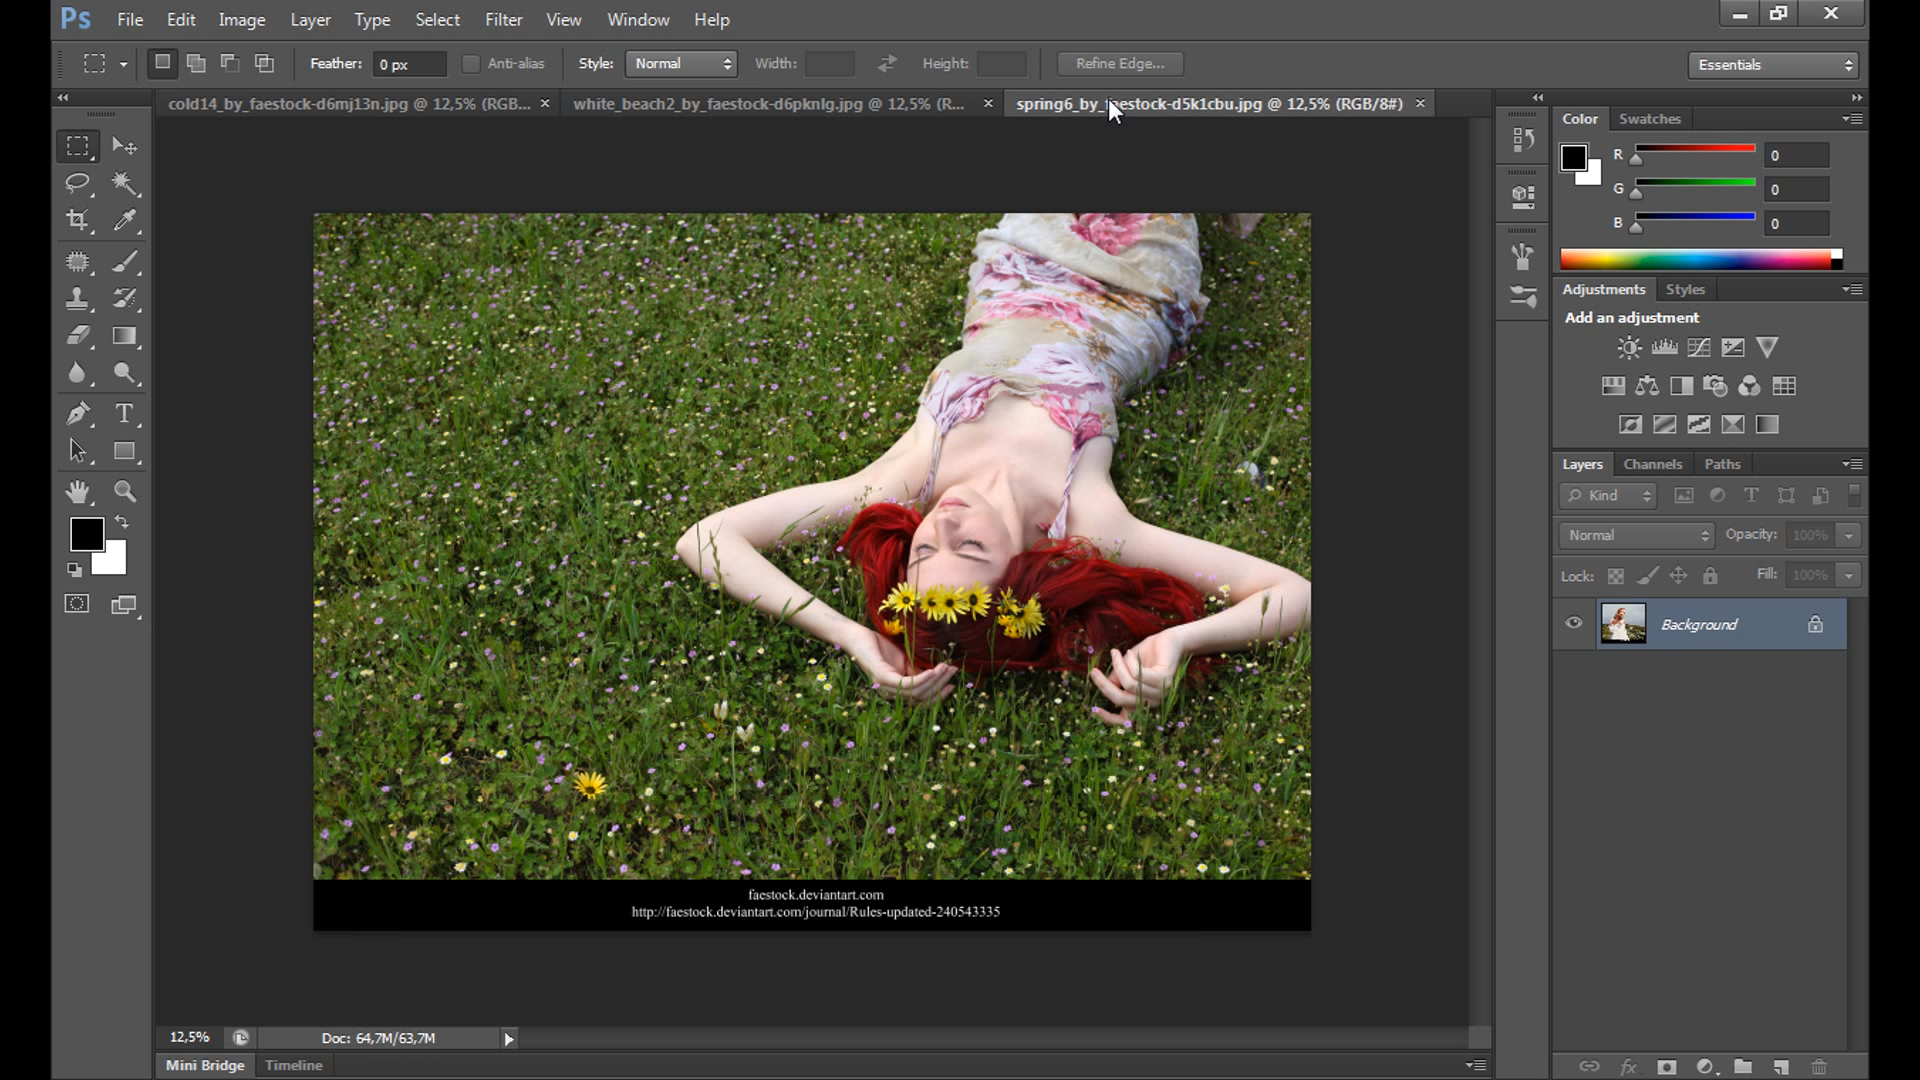 Ps File Edit Image Layer Type Select Filter View Window Help
Feather: 0 px Anti-alias Style: Normal Width: Height: Refine Edge... Essentials
cold14_by_faestock-d6mj13n.jpg @ 12,5% (RGB... × white_beach2_by_faestock-d6pknlg.jpg @ 12,5% (R... × spring6_by_faestock-d5k1cbu.jpg @ 12,5% (RGB/8#) ×
Color Swatches
R 0
G 0
B 0
Adjustments Styles
Add an adjustment
Layers Channels Paths
Kind
Normal Opacity: 100%
Lock: Fill: 100%
Background
faestock.deviantart.com
http://faestock.deviantart.com/journal/Rules-updated-240543335
12,5% Doc: 64,7M/63,7M
Mini Bridge Timeline